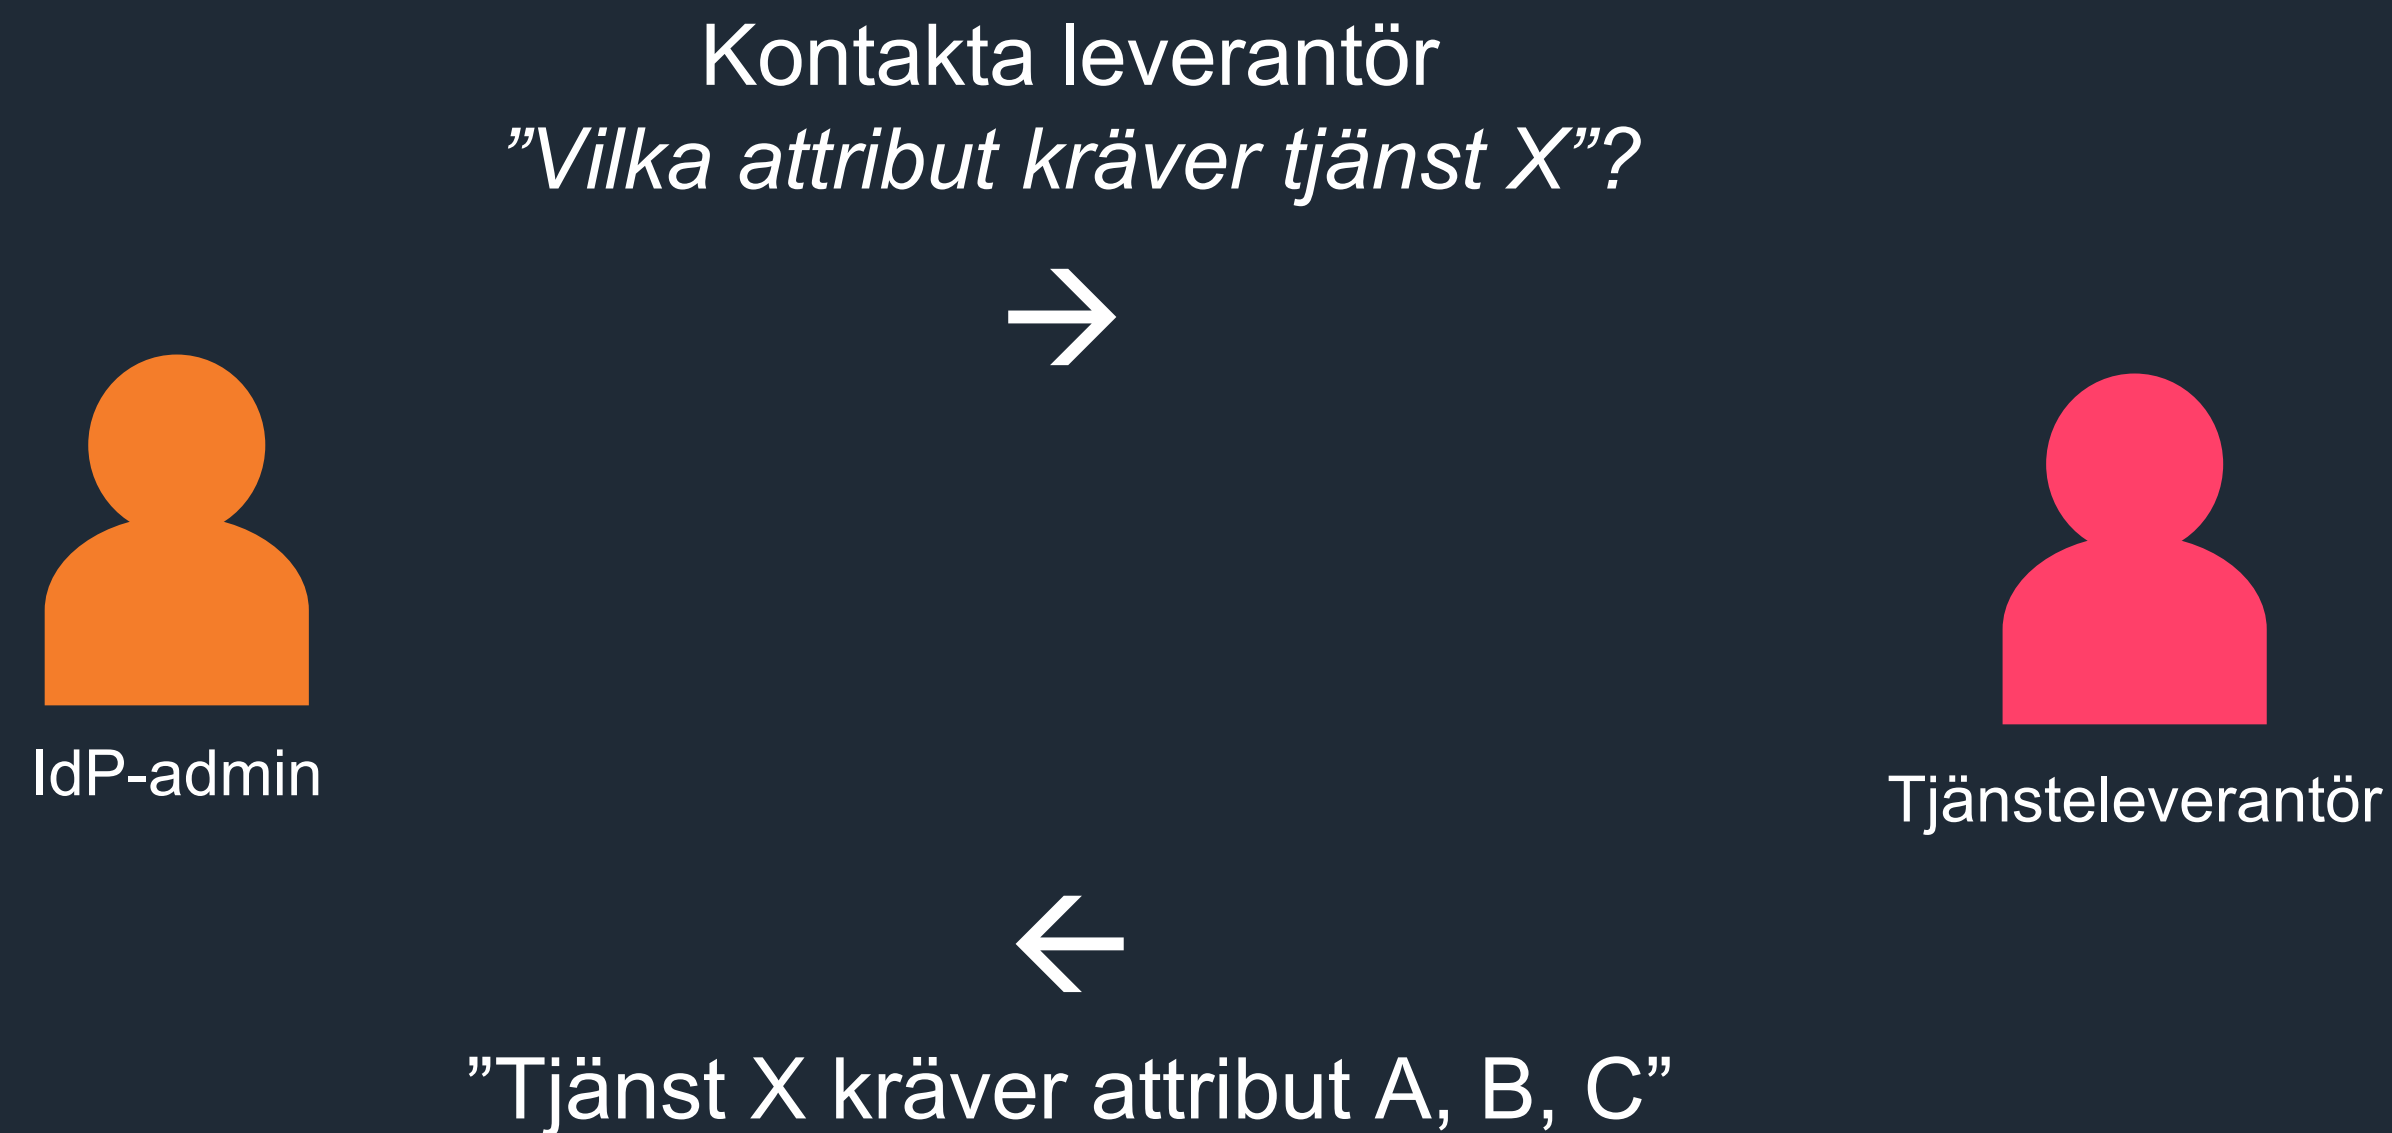 Kontakta leverantör
”Vilka attribut kräver tjänst X”?
→
IdP-admin
Tjänsteleverantör
←
”Tjänst X kräver attribut A, B, C”